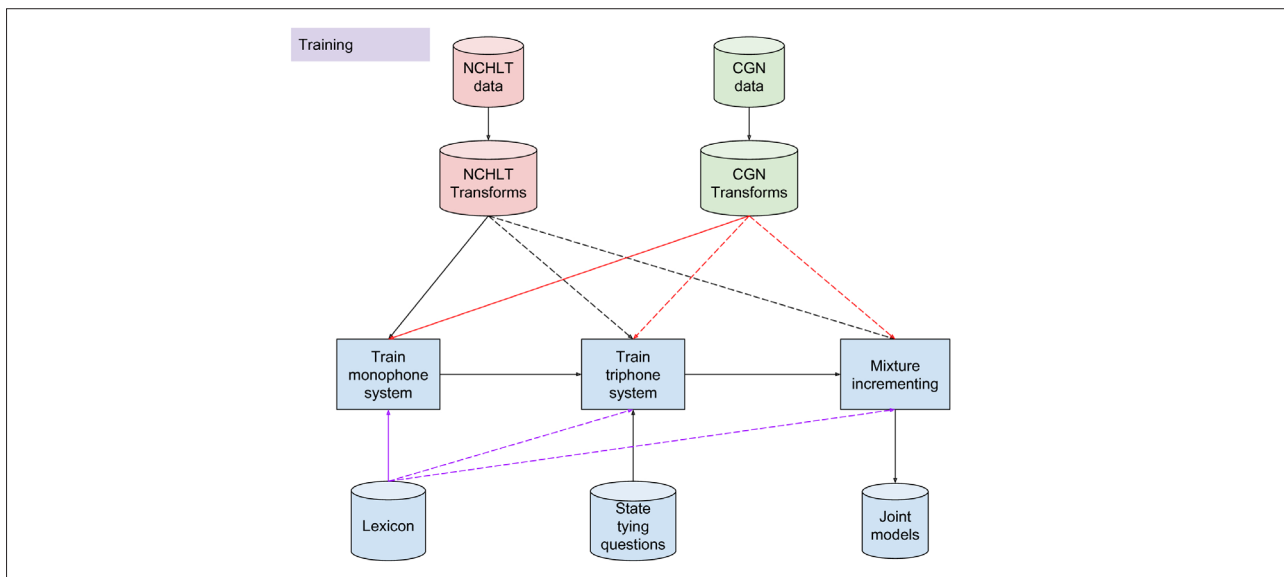 Training
NCHLT
data
CGN
data
NCHLT
Transforms
CGN
Transforms
Train
monophone
system
Train
triphone
system
Mixture
incrementing
Lexicon
State
tying
questions
Joint
models